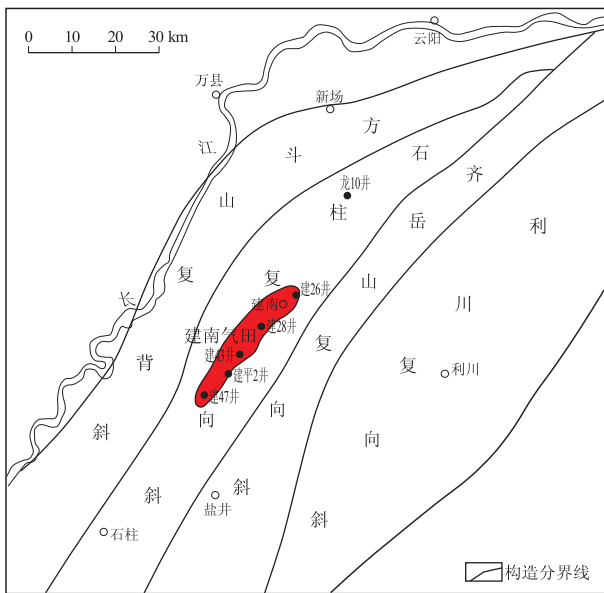 0 10 20 30 km
云阳
万县
新场
长江
方斗山复背斜
石柱复向斜
齐岳山复向斜
利川复向斜
龙10井
建26井
建南
建28井
建南气田
建43井
建平2井
建47井
利川
盐井
石柱
构造分界线